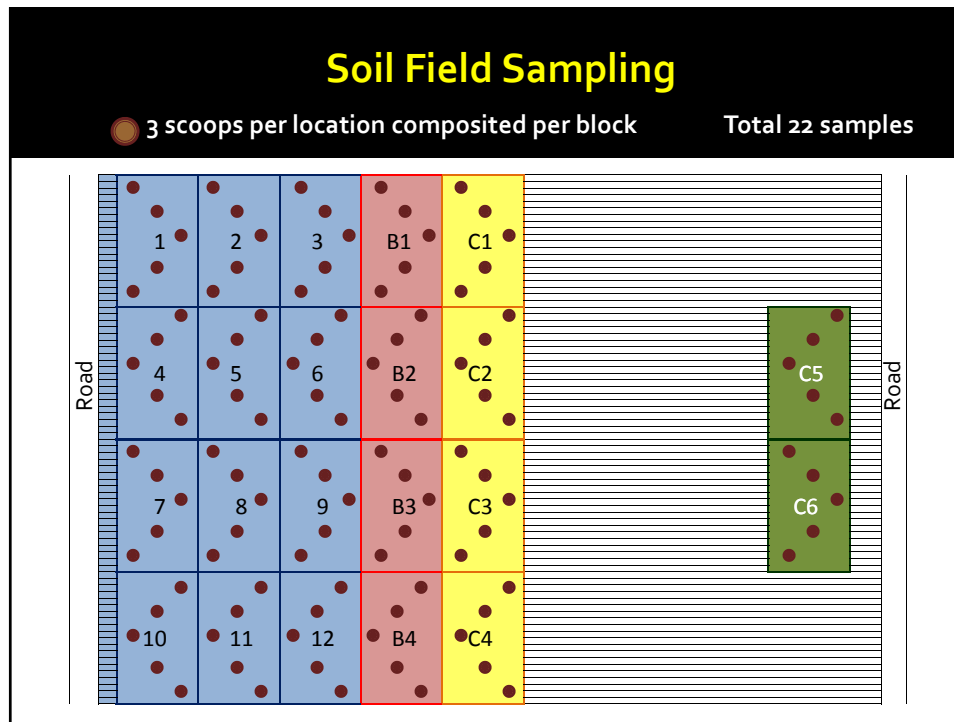 Soil Field Sampling
3 scoops per location composited per block Total 22 samples
1 2 3 B1 C1
4 5 6 B2 C2 C5
Road
Road
7 8 9 B3 C3 C6
10 11 12 B4 C4